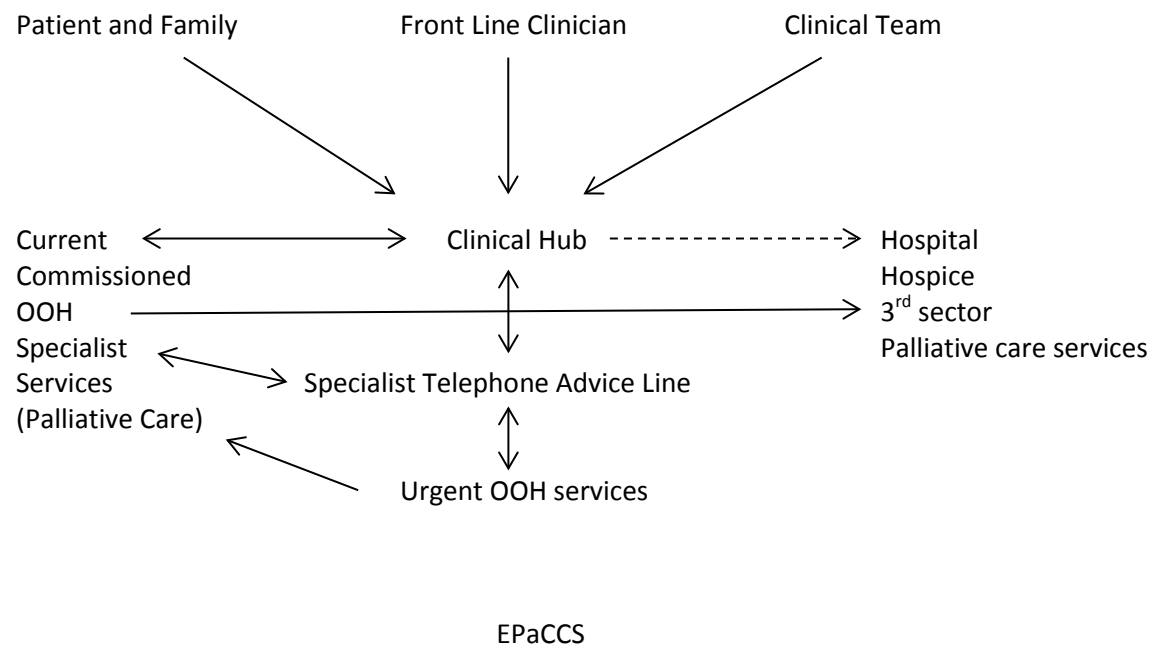 Patient and Family
Front Line Clinician
Clinical Team
Current
Commissioned
OOH
Specialist
Services
(Palliative Care)
Clinical Hub
Hospital
Hospice
3rd sector
Palliative care services
Specialist Telephone Advice Line
Urgent OOH services
EPaCCS